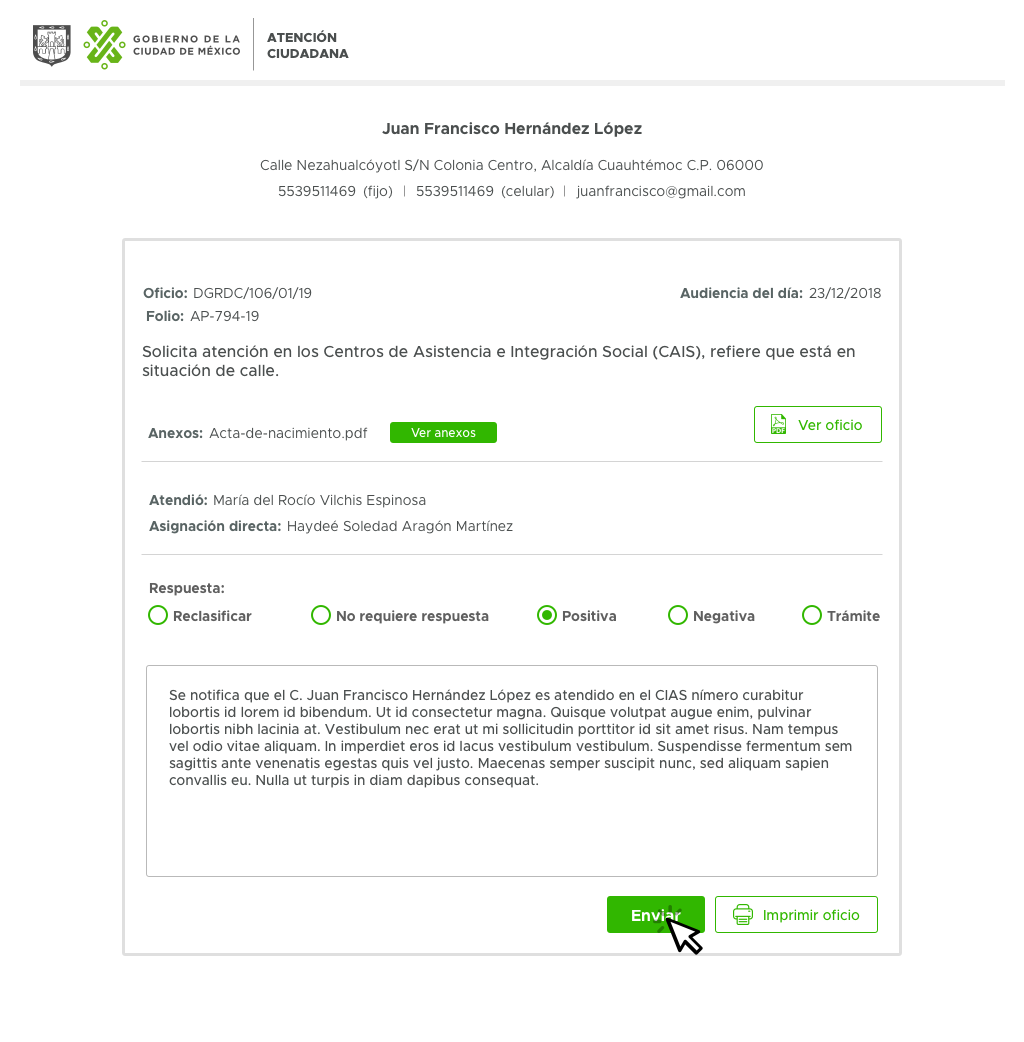 GOBIERNO DE LA
CIUDAD DE MÉXICO
ATENCIÓN
CIUDADANA
Juan Francisco Hernández López
Calle Nezahualcóyotl S/N Colonia Centro, Alcaldía Cuauhtémoc C.P. 06000
5539511469 (fijo) | 5539511469 (celular) | juanfrancisco@gmail.com
Oficio: DGRDC/106/01/19 Audiencia del día: 23/12/2018
Folio: AP-794-19
Solicita atención en los Centros de Asistencia e Integración Social (CAIS), refiere que está en
situación de calle.
Anexos: Acta-de-nacimiento.pdf Ver anexos PDF Ver oficio
Atendió: María del Rocío Vilchis Espinosa
Asignación directa: Haydeé Soledad Aragón Martínez
Respuesta:
Reclasificar No requiere respuesta Positiva Negativa Trámite
Se notifica que el C. Juan Francisco Hernández López es atendido en el CIAS nímero curabitur
lobortis id lorem id bibendum. Ut id consectetur magna. Quisque volutpat augue enim, pulvinar
lobortis nibh lacinia at. Vestibulum nec erat ut mi sollicitudin porttitor id sit amet risus. Nam tempus
vel odio vitae aliquam. In imperdiet eros id lacus vestibulum vestibulum. Suspendisse fermentum sem
sagittis ante venenatis egestas quis vel justo. Maecenas semper suscipit nunc, sed aliquam sapien
convallis eu. Nulla ut turpis in diam dapibus consequat.
Enviar Imprimir oficio